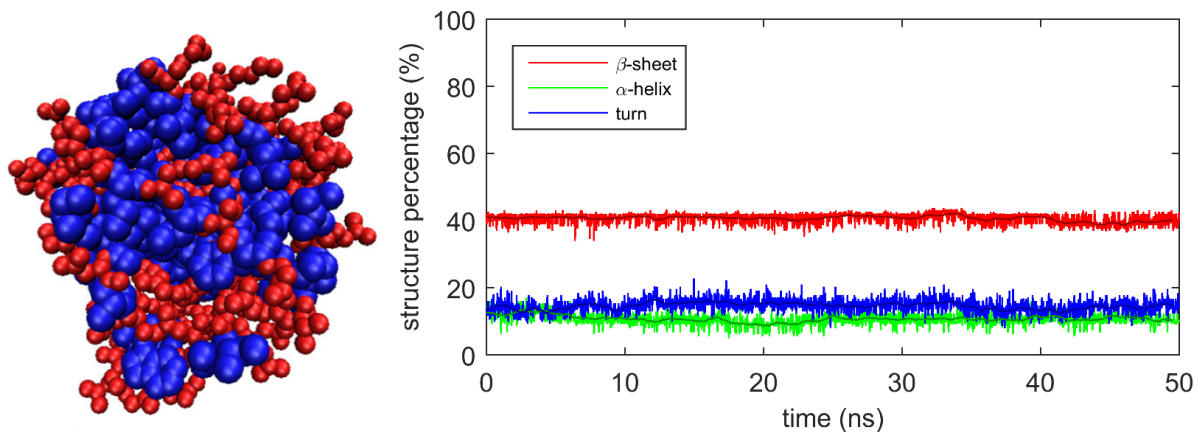 100
80
60
40
20
0
structure percentage (%)
β-sheet
α-helix
turn
0 10 20 30 40 50
time (ns)